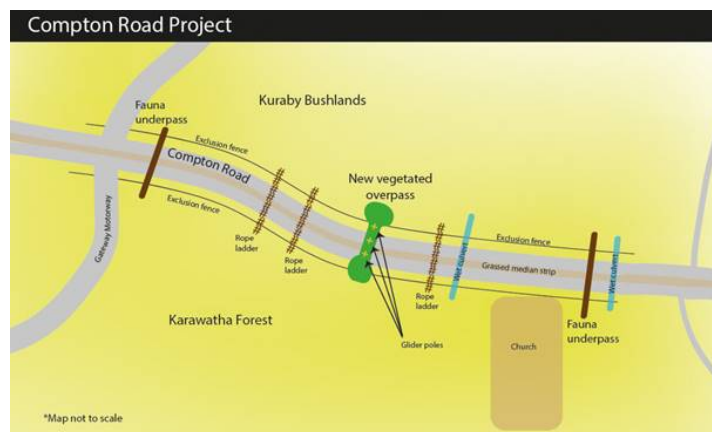 Compton Road Project
Kuraby Bushlands
Fauna
underpass
Exclusion fence
Compton Road
Exclusion fence
Gateway Motorway
New vegetated
overpass
Rope
ladder
Rope
ladder
Rope
ladder
Wet culvert
Exclusion fence
Grassed median strip
Wet culvert
Karawatha Forest
Glider poles
Church
Fauna
underpass
*Map not to scale